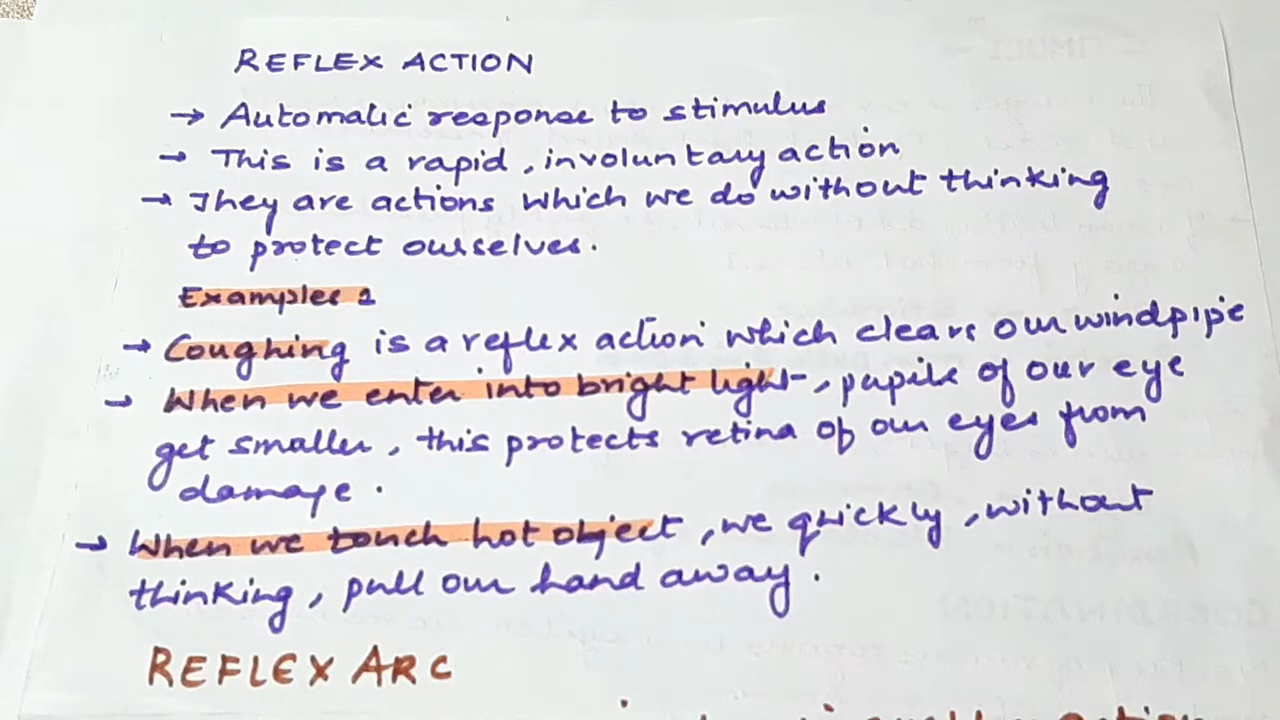 REFLEX ACTION
→ Automatic response to stimulus
→ This is a rapid, involuntary action
→ They are actions which we do without thinking
to protect ourselves.
Examples
→ Coughing is a reflex action which clears our windpipe
→ When we enter into bright light, pupils of our eye
get smaller, this protects retina of our eyes from
damage.
→ When we touch hot object, we quickly, without
thinking, pull our hand away.
REFLEX ARC
action